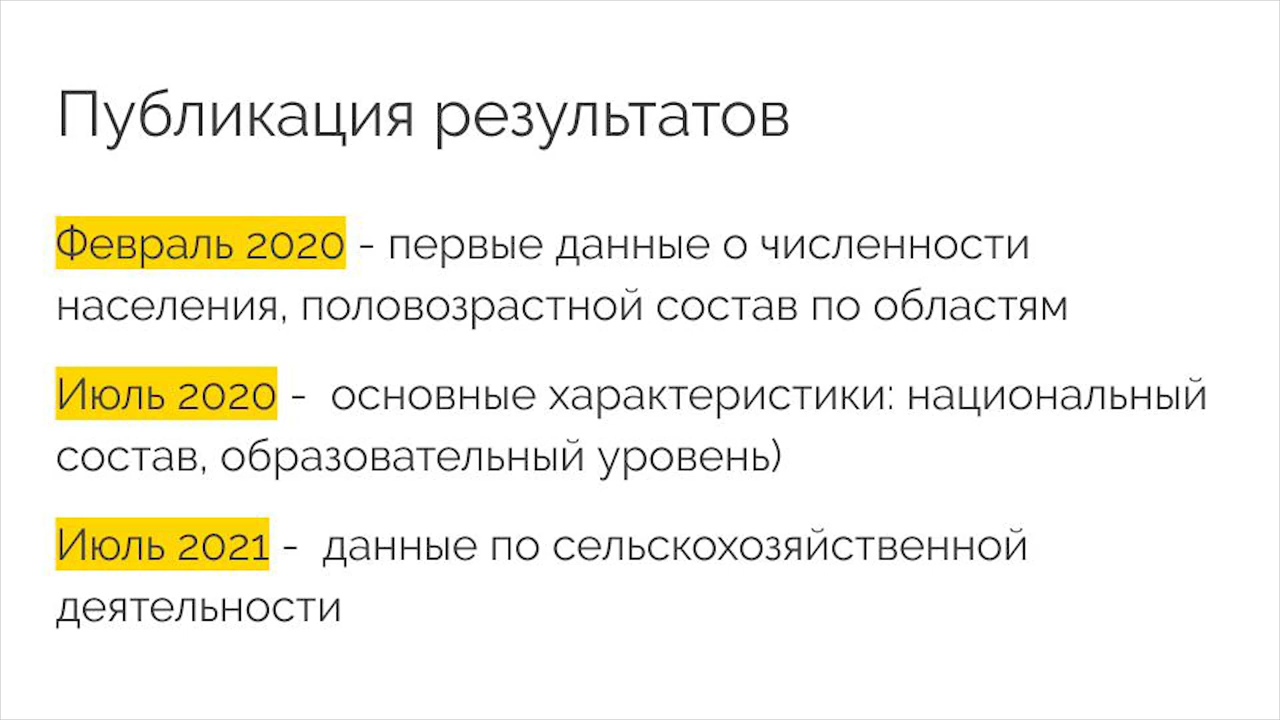 Публикация результатов
Февраль 2020 - первые данные о численности
населения, половозрастной состав по областям
Июль 2020 -  основные характеристики: национальный
состав, образовательный уровень)
Июль 2021 -  данные по сельскохозяйственной
деятельности